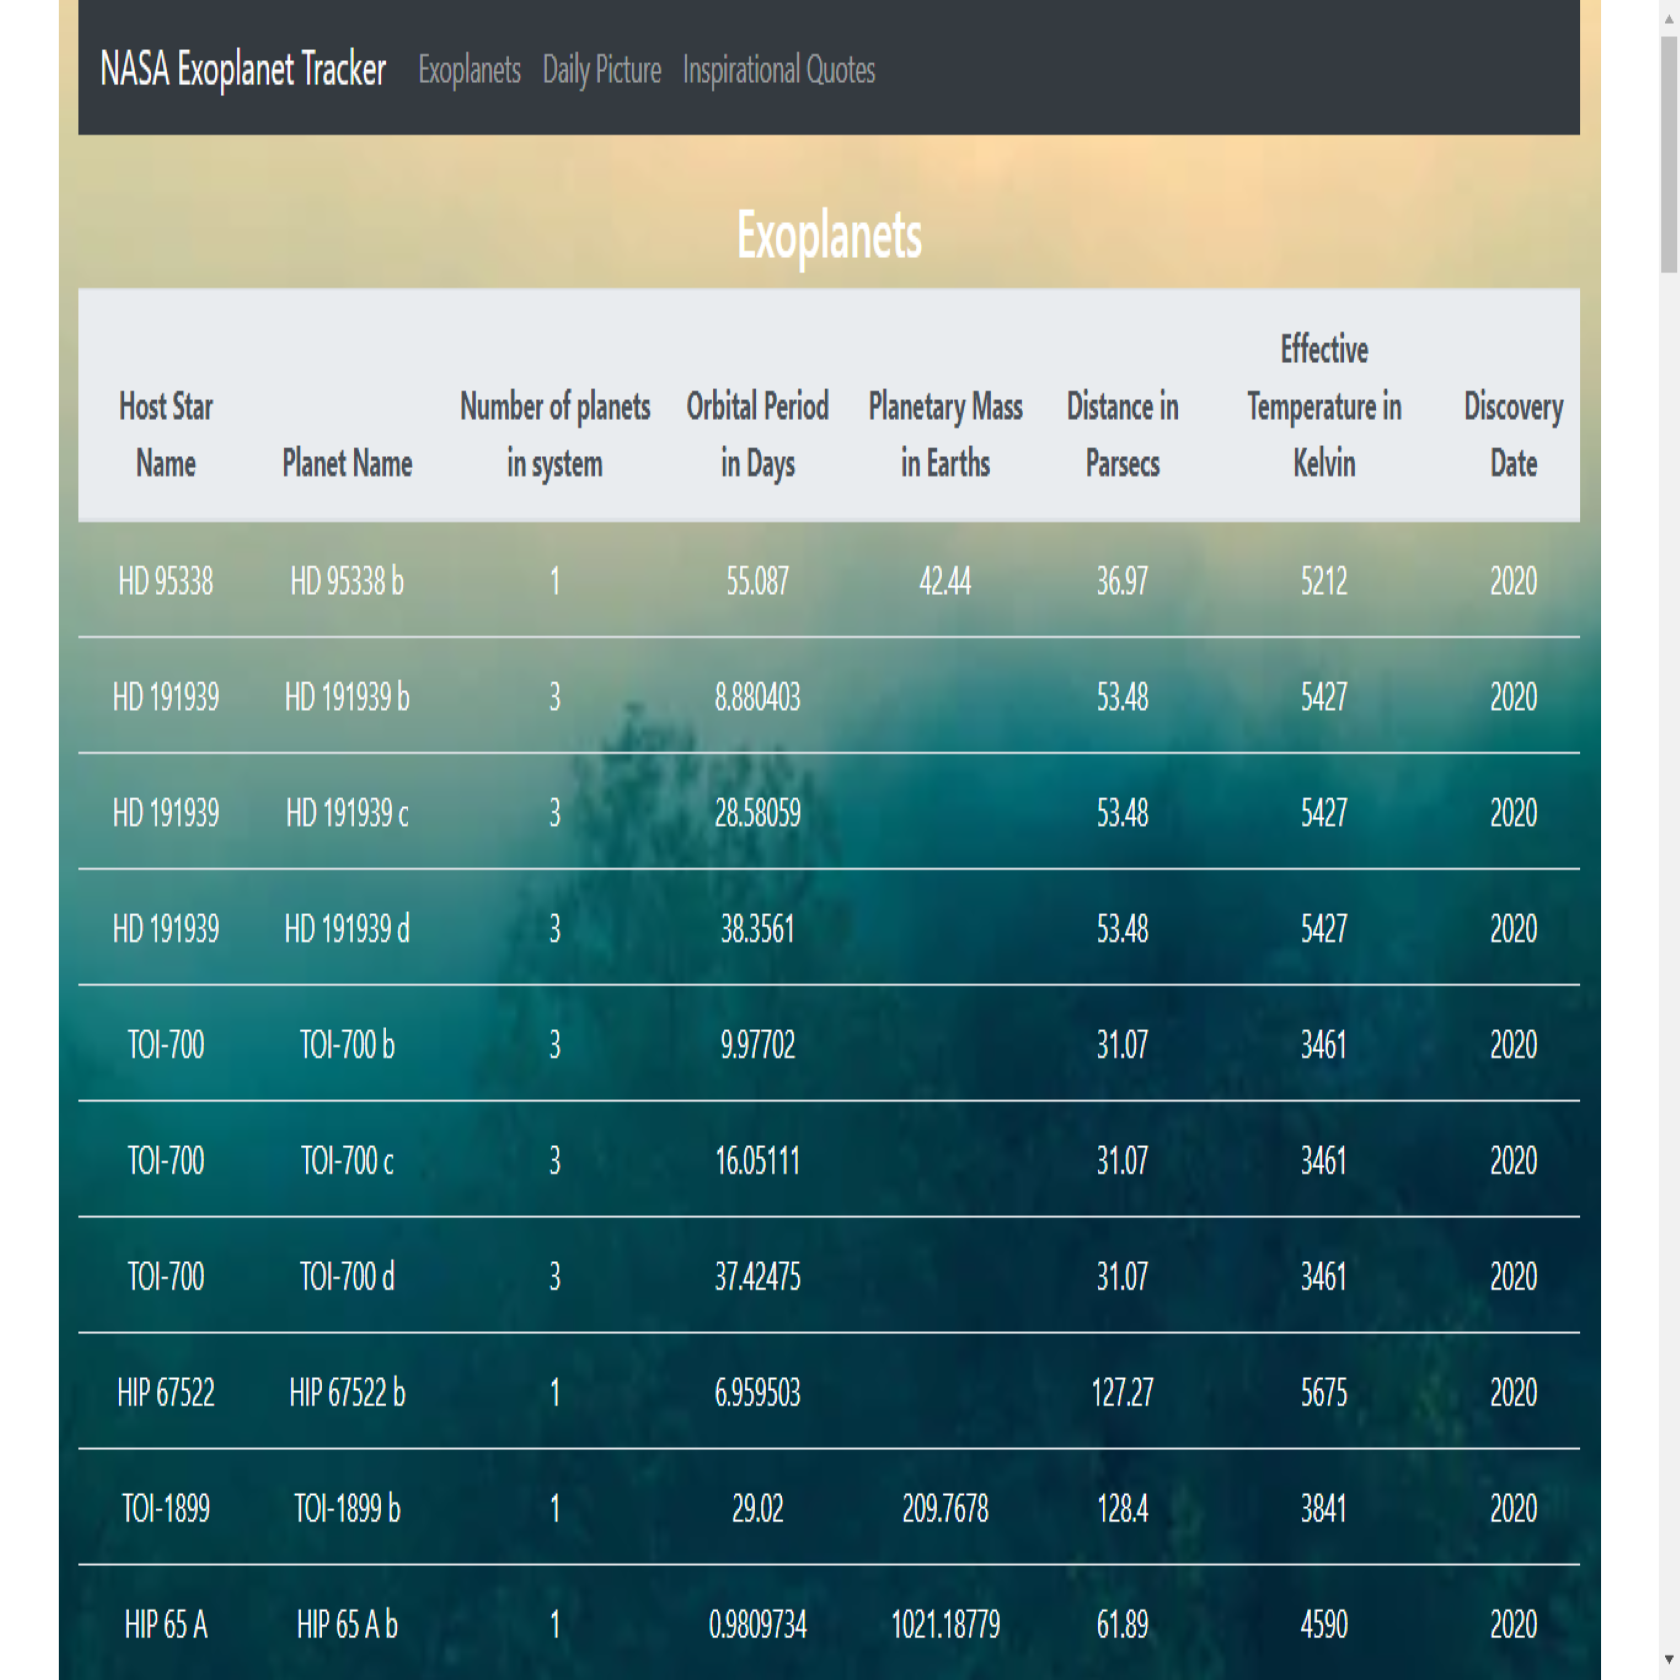 NASA Exoplanet Tracker Exoplanets Daily Picture Inspirational Quotes
Exoplanets
Host Star Name Planet Name Number of planets in system Orbital Period in Days Planetary Mass in Earths Distance in Parsecs Effective Temperature in Kelvin Discovery Date
HD 95338 HD 95338 b 1 55.087 42.44 36.97 5212 2020
HD 191939 HD 191939 b 3 8.880403 53.48 5427 2020
HD 191939 HD 191939 c 3 28.58059 53.48 5427 2020
HD 191939 HD 191939 d 3 38.3561 53.48 5427 2020
TOI-700 TOI-700 b 3 9.97702 31.07 3461 2020
TOI-700 TOI-700 c 3 16.05111 31.07 3461 2020
TOI-700 TOI-700 d 3 37.42475 31.07 3461 2020
HIP 67522 HIP 67522 b 1 6.959503 127.27 5675 2020
TOI-1899 TOI-1899 b 1 29.02 209.7678 128.4 3841 2020
HIP 65 A HIP 65 A b 1 0.9809734 1021.18779 61.89 4590 2020